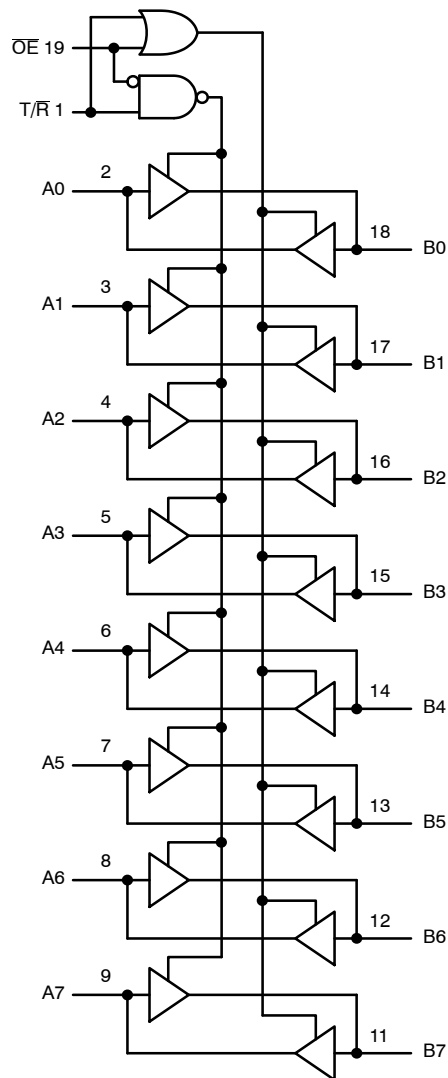 O̅E̅ 19
T/R̅ 1
A0 2
18 B0
A1 3
17 B1
A2 4
16 B2
A3 5
15 B3
A4 6
14 B4
A5 7
13 B5
A6 8
12 B6
A7 9
11 B7